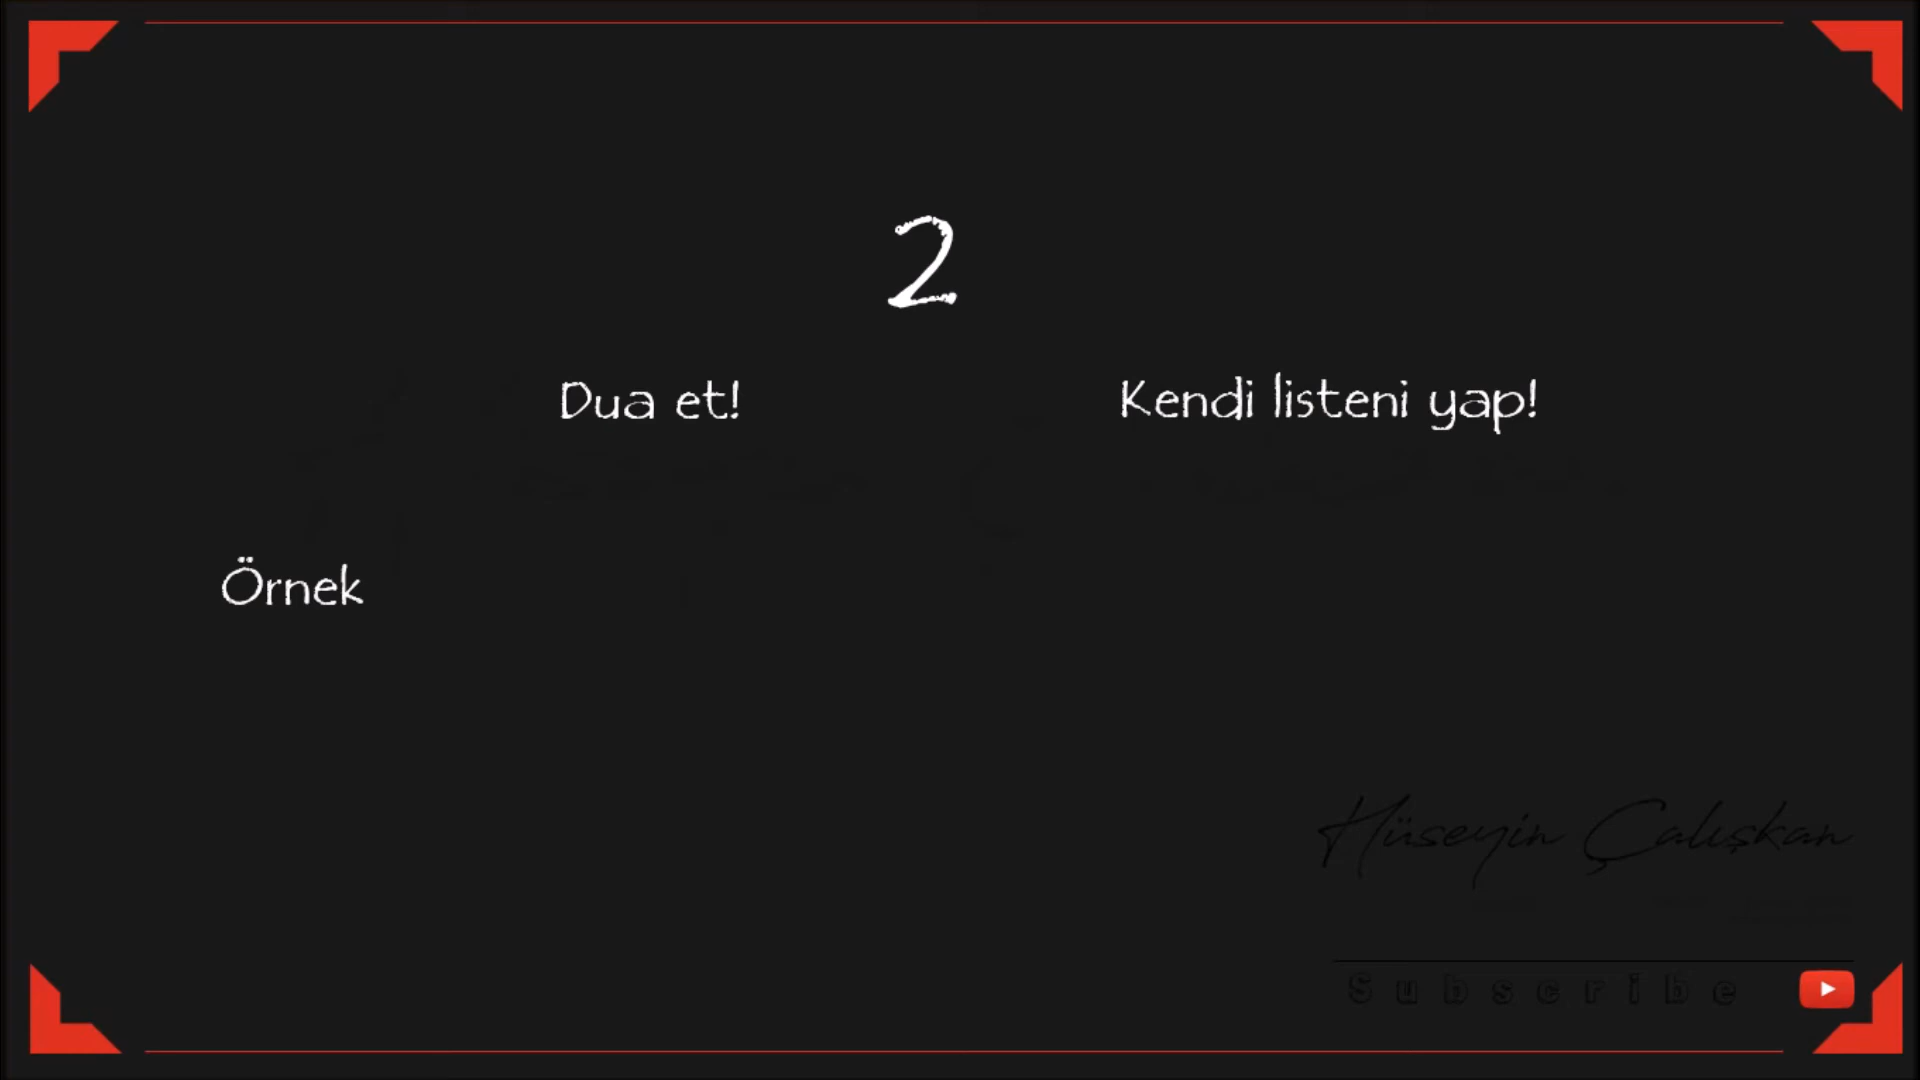 2
Dua et! Kendi listeni yap!
Örnek
Hüseyin Çalışkan
Subscribe